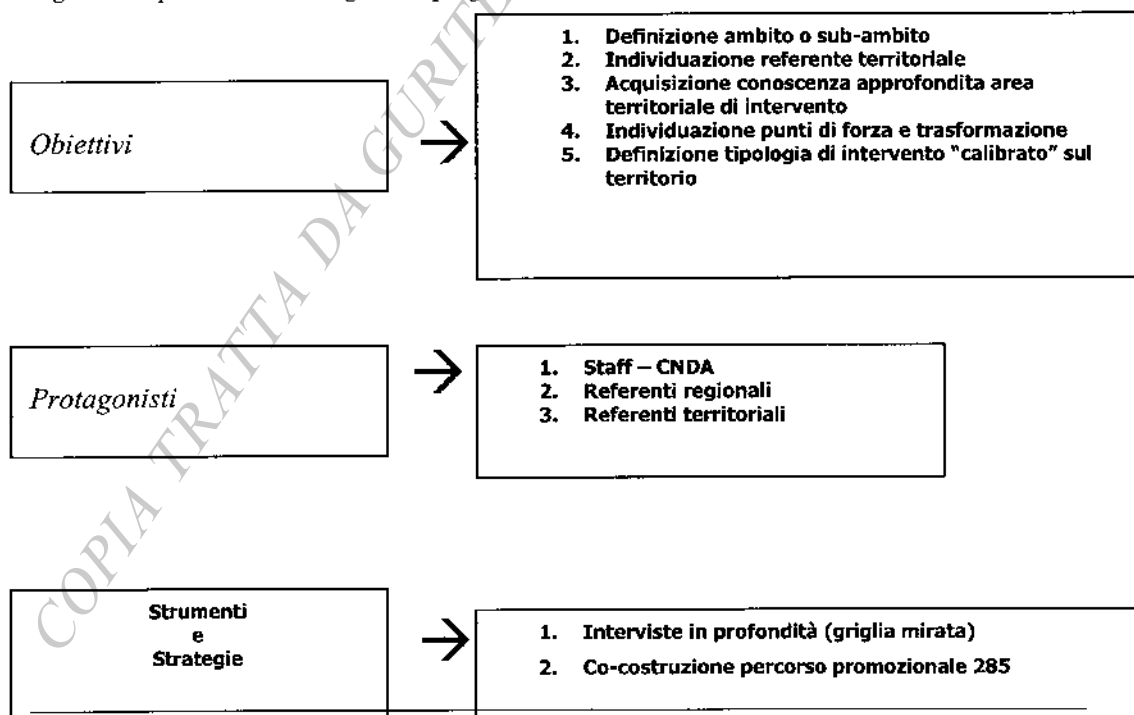 Obiettivi
→
1. Definizione ambito o sub-ambito
2. Individuazione referente territoriale
3. Acquisizione conoscenza approfondita area
territoriale di intervento
4. Individuazione punti di forza e trasformazione
5. Definizione tipologia di intervento "calibrato" sul
territorio
Protagonisti
→
1. Staff – CNDA
2. Referenti regionali
3. Referenti territoriali
Strumenti
e
Strategie
→
1. Interviste in profondità (griglia mirata)
2. Co-costruzione percorso promozionale 285
COPIA TRATTA DA GURITE